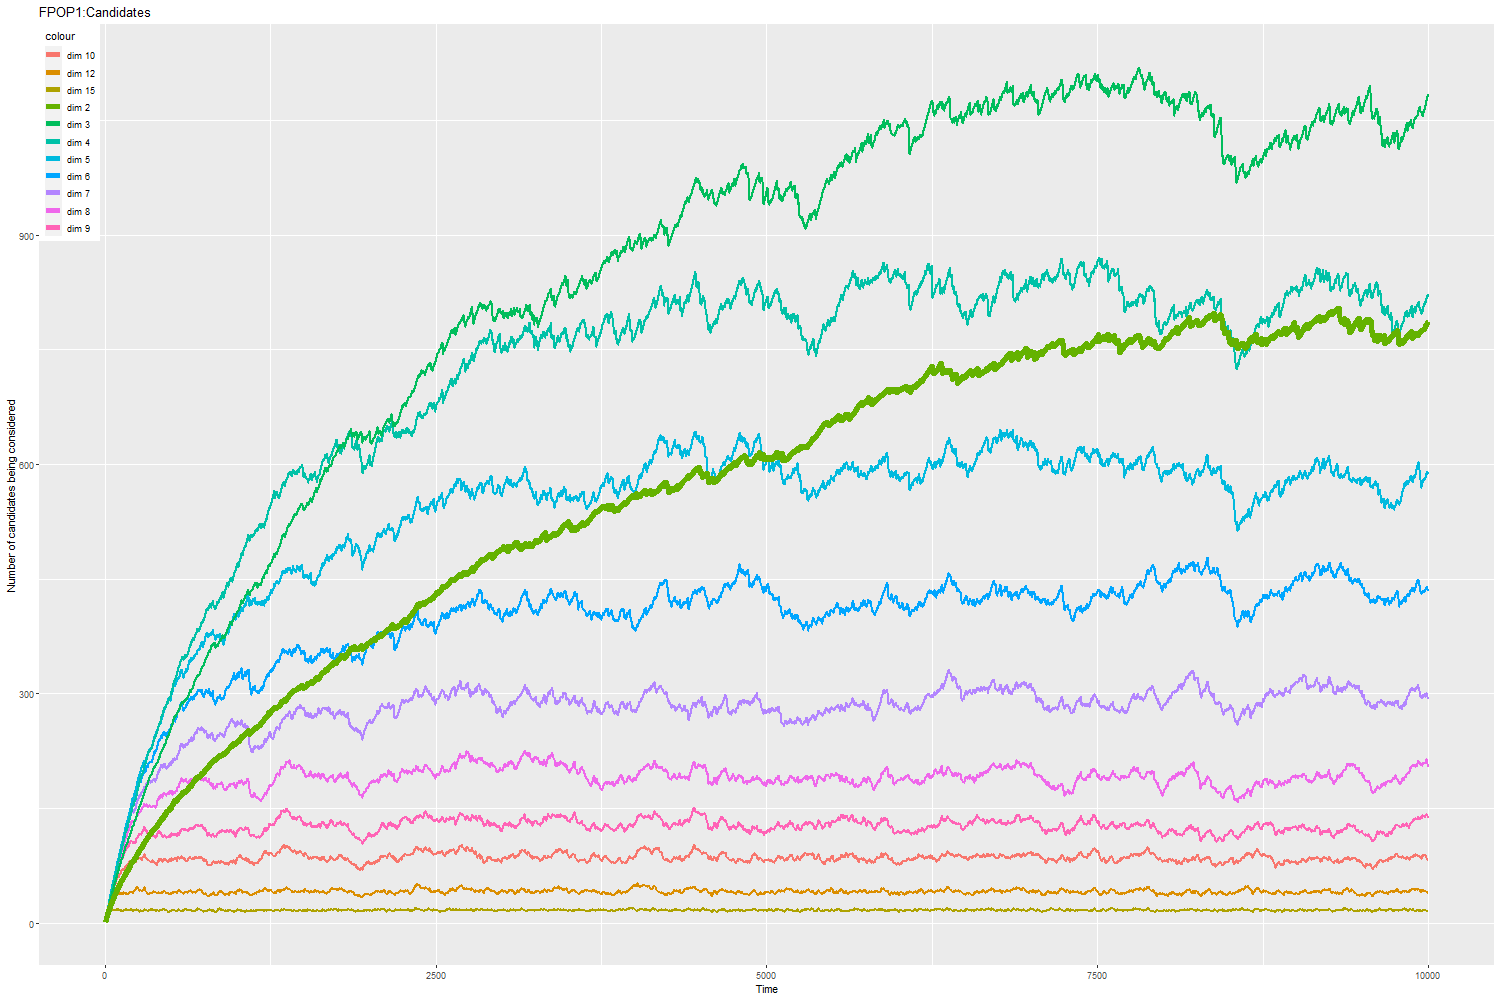 FPOP1:Candidates
colour
dim 10
dim 12
dim 15
dim 2
dim 3
dim 4
dim 5
dim 6
dim 7
dim 8
dim 9
Number of candidates being considered
900
600
300
0
0 2500 5000 7500 10000
Time